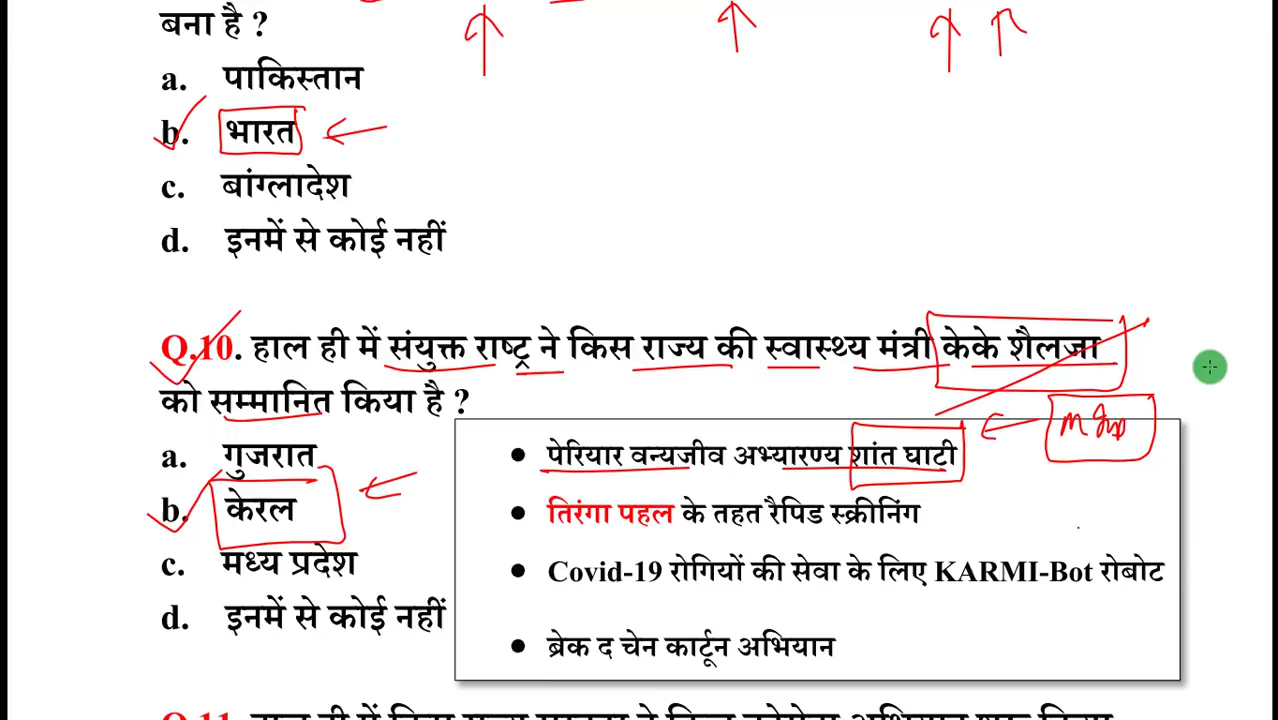 बना है ?
a. पाकिस्तान
b. भारत
c. बांग्लादेश
d. इनमें से कोई नहीं
Q.10. हाल ही में संयुक्त राष्ट्र ने किस राज्य की स्वास्थ्य मंत्री केके शैलजा
को सम्मानित किया है ?
a. गुजरात
b. केरल
c. मध्य प्रदेश
d. इनमें से कोई नहीं
• पेरियार वन्यजीव अभ्यारण्य शांत घाटी
• तिरंगा पहल के तहत रैपिड स्क्रीनिंग
• Covid-19 रोगियों की सेवा के लिए KARMI-Bot रोबोट
• ब्रेक द चेन कार्टून अभियान